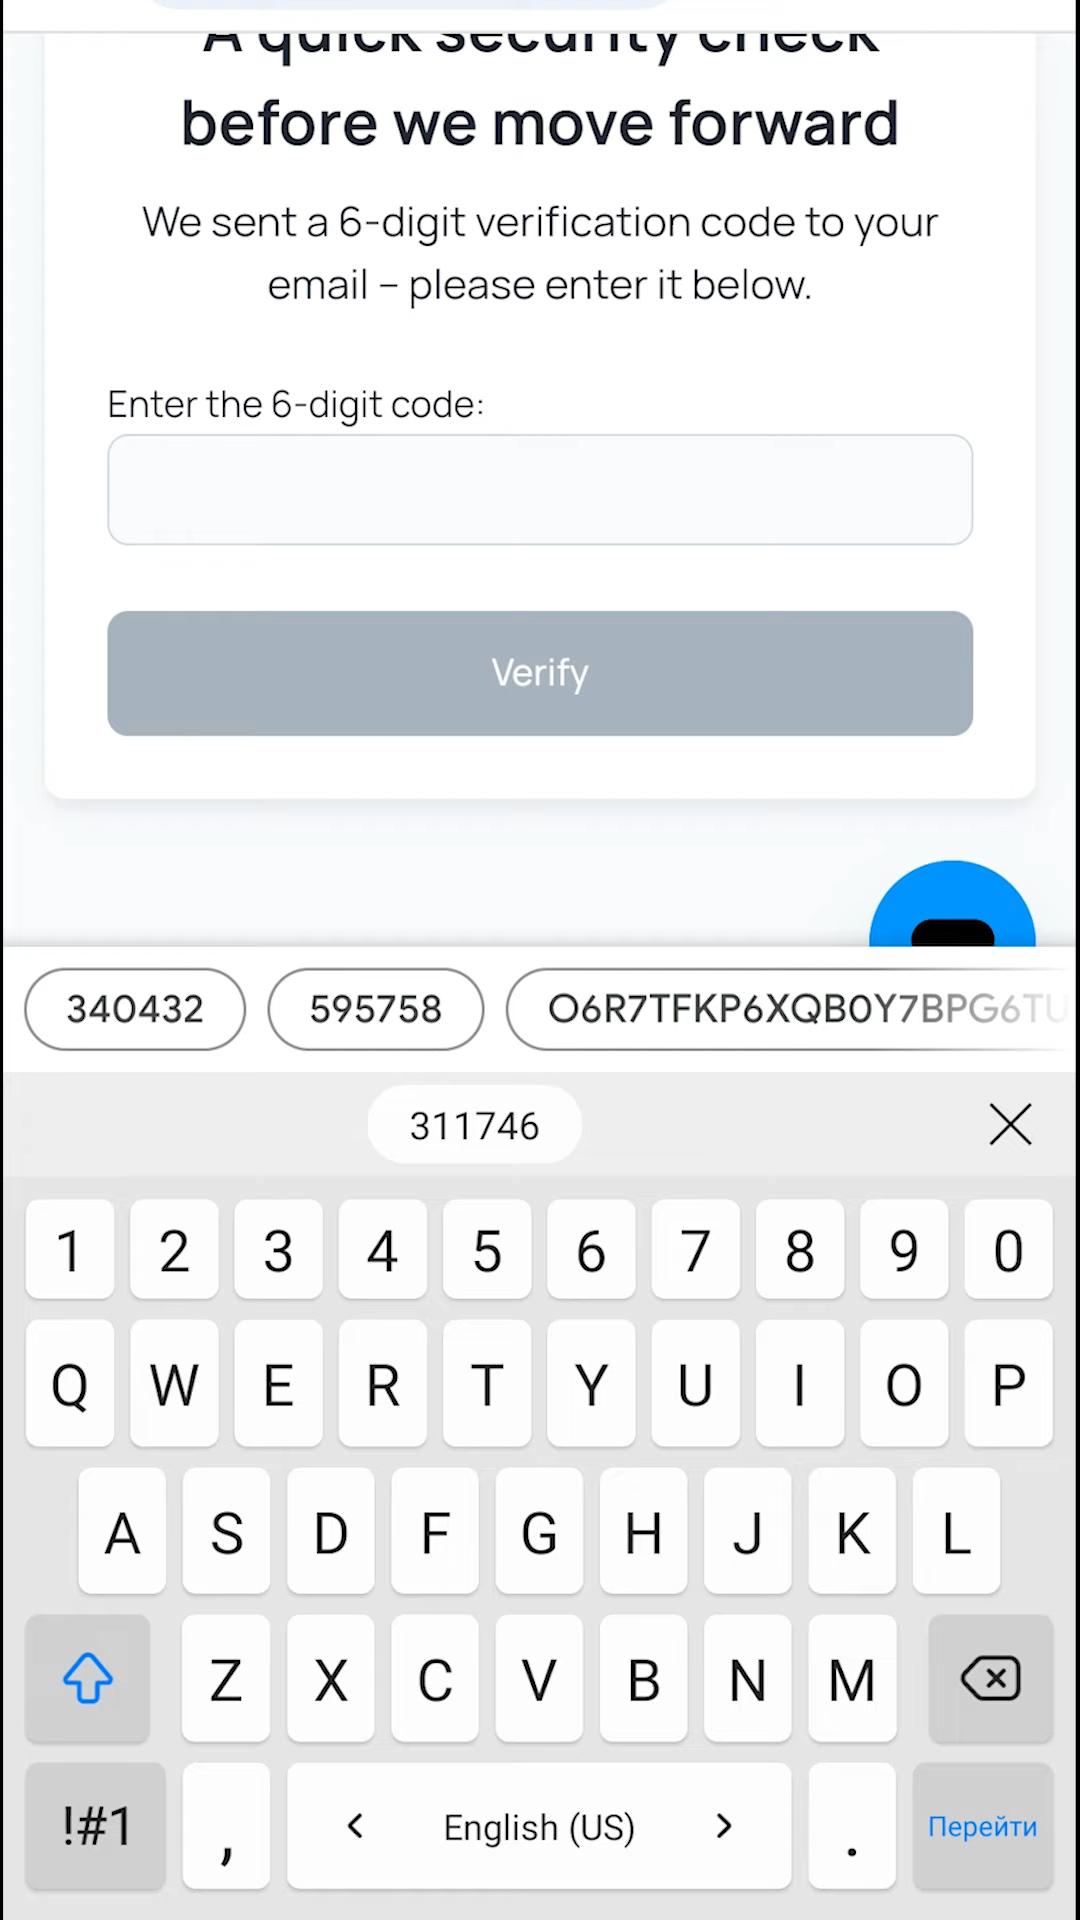 A quick security check
before we move forward
We sent a 6-digit verification code to your
email – please enter it below.
Enter the 6-digit code:
Verify
340432 595758 O6R7TFKP6XQB0Y7BPG6TU
311746
1 2 3 4 5 6 7 8 9 0
Q W E R T Y U I O P
A S D F G H J K L
Z X C V B N M
!#1 , < English (US) > . Перейти